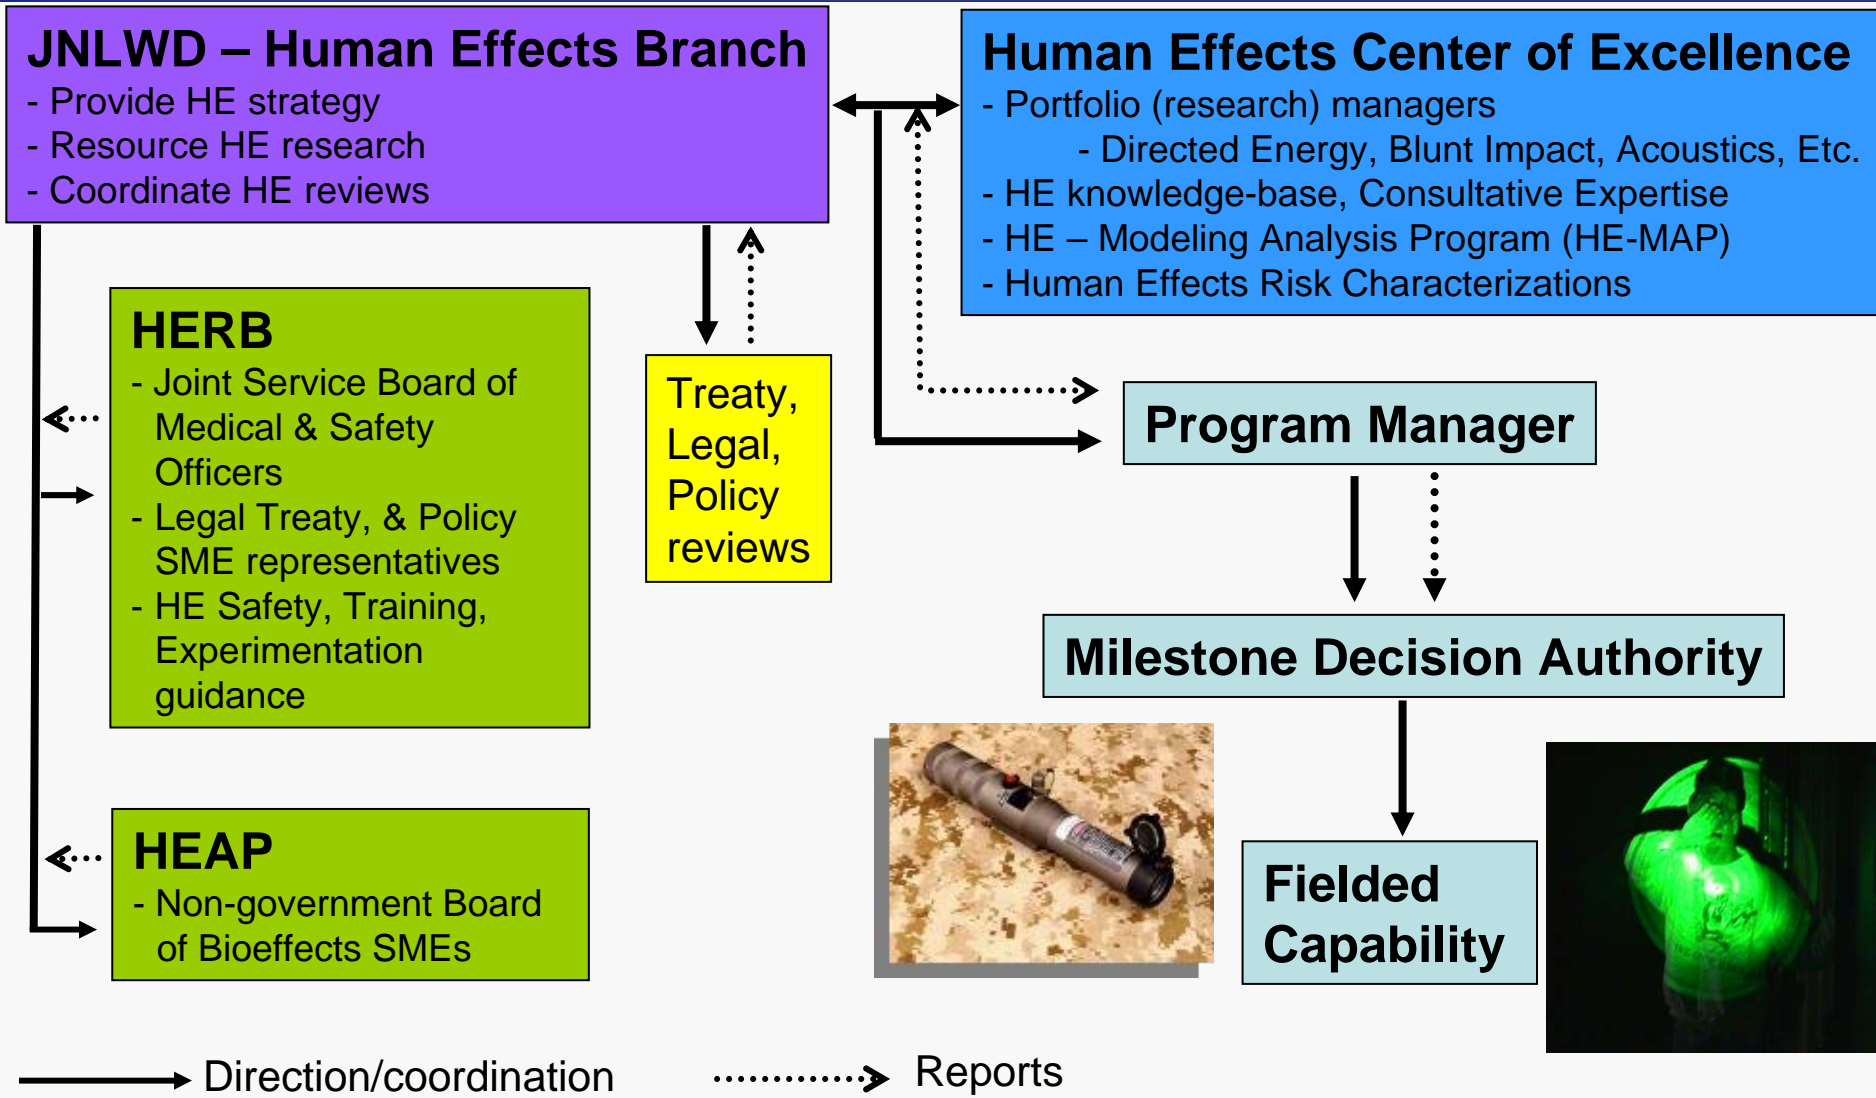 JNLWD – Human Effects Branch
- Provide HE strategy
- Resource HE research
- Coordinate HE reviews
Human Effects Center of Excellence
- Portfolio (research) managers
- Directed Energy, Blunt Impact, Acoustics, Etc.
- HE knowledge-base, Consultative Expertise
- HE – Modeling Analysis Program (HE-MAP)
- Human Effects Risk Characterizations
HERB
- Joint Service Board of
Medical & Safety
Officers
- Legal Treaty, & Policy
SME representatives
- HE Safety, Training,
Experimentation
guidance
Treaty,
Legal,
Policy
reviews
Program Manager
Milestone Decision Authority
HEAP
- Non-government Board
of Bioeffects SMEs
Fielded
Capability
Direction/coordination
Reports